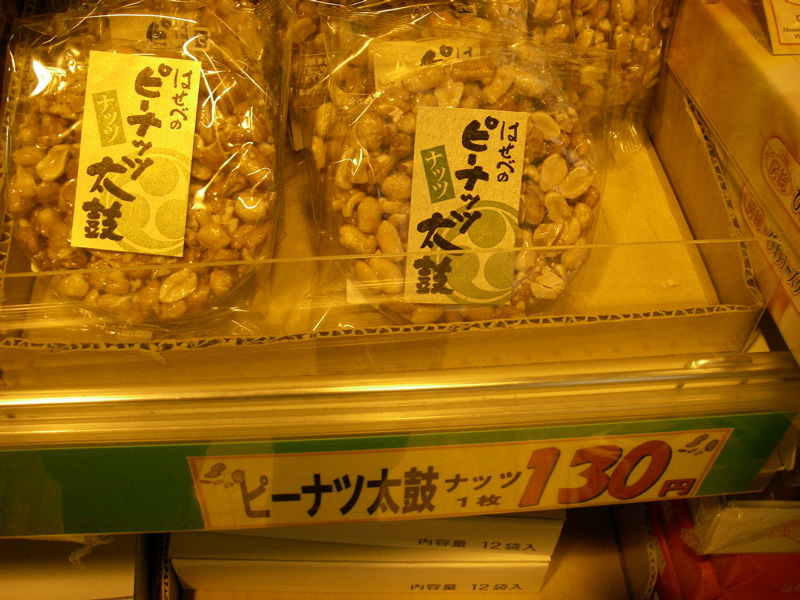 はせべの
ピーナッツ
太鼓
ナッツ
はせべの
ピーナッツ
太鼓
ナッツ
ピーナツ太鼓 ナッツ 1枚 130円
内容量 12袋入
内容量 12袋入